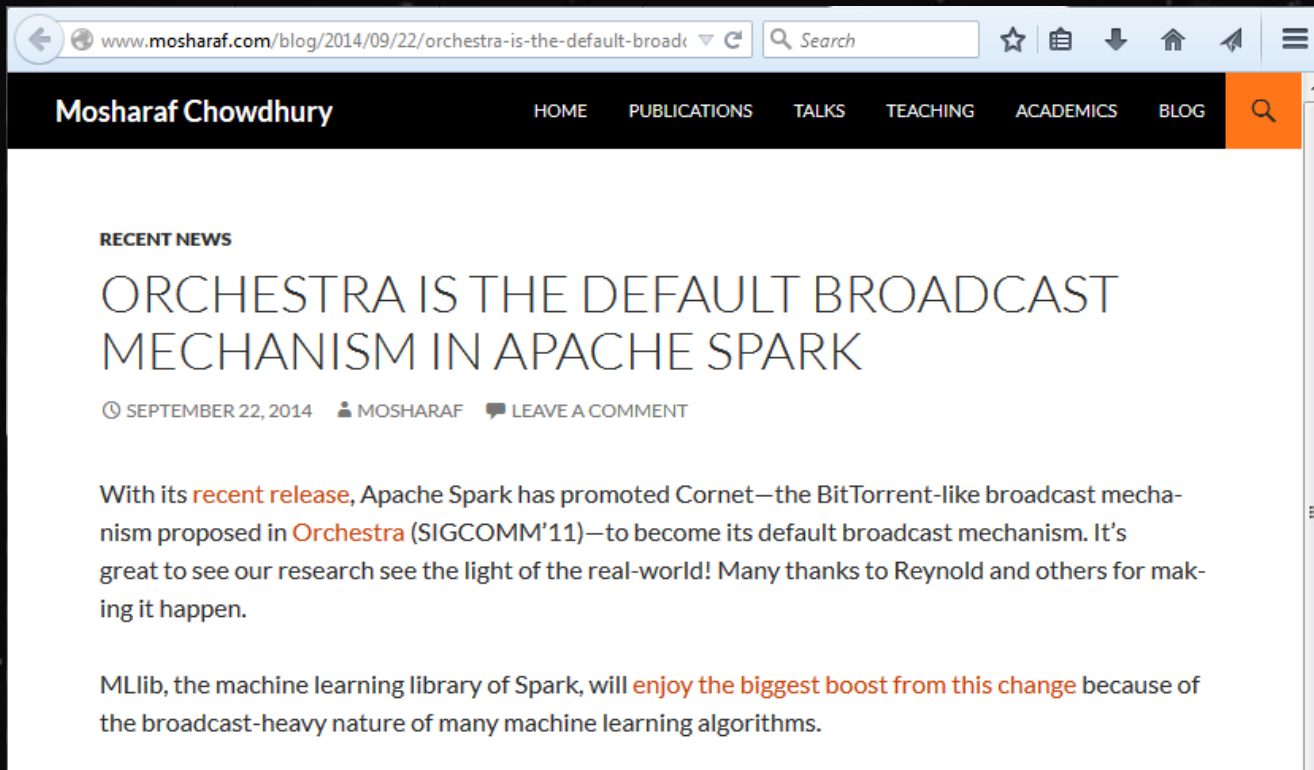 www.mosharaf.com/blog/2014/09/22/orchestra-is-the-default-broadc
Search
Mosharaf Chowdhury
HOME PUBLICATIONS TALKS TEACHING ACADEMICS BLOG
RECENT NEWS
ORCHESTRA IS THE DEFAULT BROADCAST
MECHANISM IN APACHE SPARK
SEPTEMBER 22, 2014 MOSHARAF LEAVE A COMMENT
With its recent release, Apache Spark has promoted Cornet—the BitTorrent-like broadcast mecha-
nism proposed in Orchestra (SIGCOMM'11)—to become its default broadcast mechanism. It's
great to see our research see the light of the real-world! Many thanks to Reynold and others for mak-
ing it happen.
MLlib, the machine learning library of Spark, will enjoy the biggest boost from this change because of
the broadcast-heavy nature of many machine learning algorithms.